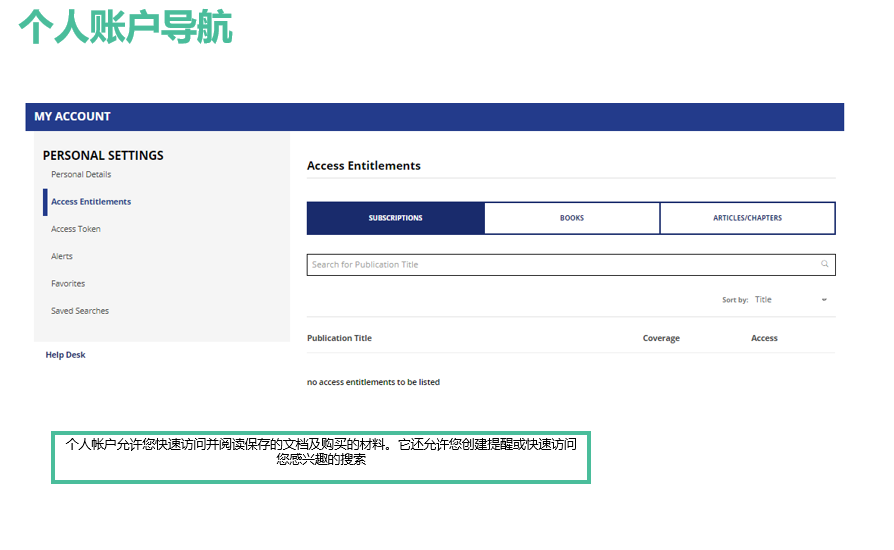 个人账户导航
MY ACCOUNT
PERSONAL SETTINGS
Personal Details
Access Entitlements
Access Token
Alerts
Favorites
Saved Searches
Help Desk
Access Entitlements
SUBSCRIPTIONS BOOKS ARTICLES/CHAPTERS
Search for Publication Title
Sort by: Title
Publication Title Coverage Access
no access entitlements to be listed
个人帐户允许您快速访问并阅读保存的文档及购买的材料。它还允许您创建提醒或快速访问
您感兴趣的搜索